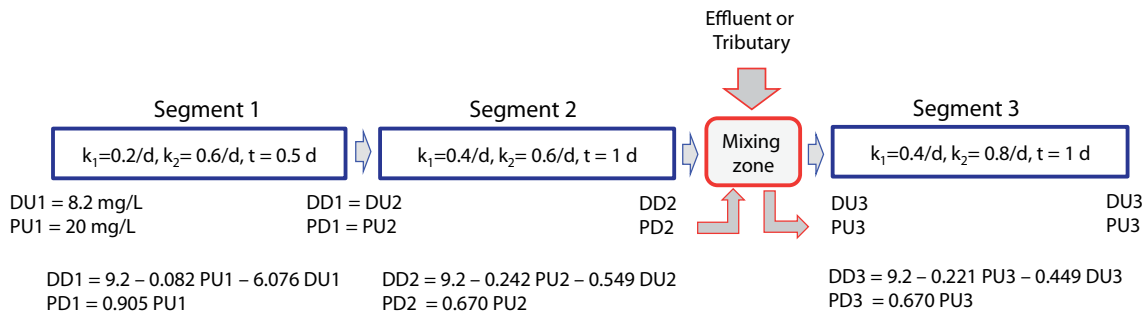 Effluent or
Tributary
Segment 1
Segment 2
Segment 3
k₁=0.2/d, k₂= 0.6/d, t = 0.5 d
k₁=0.4/d, k₂= 0.6/d, t = 1 d
Mixing
zone
k₁=0.4/d, k₂= 0.8/d, t = 1 d
DU1 = 8.2 mg/L
PU1 = 20 mg/L
DD1 = DU2
PD1 = PU2
DD2
PD2
DU3
PU3
DU3
PU3
DD1 = 9.2 – 0.082 PU1 – 6.076 DU1
PD1 = 0.905 PU1
DD2 = 9.2 – 0.242 PU2 – 0.549 DU2
PD2 = 0.670 PU2
DD3 = 9.2 – 0.221 PU3 – 0.449 DU3
PD3 = 0.670 PU3